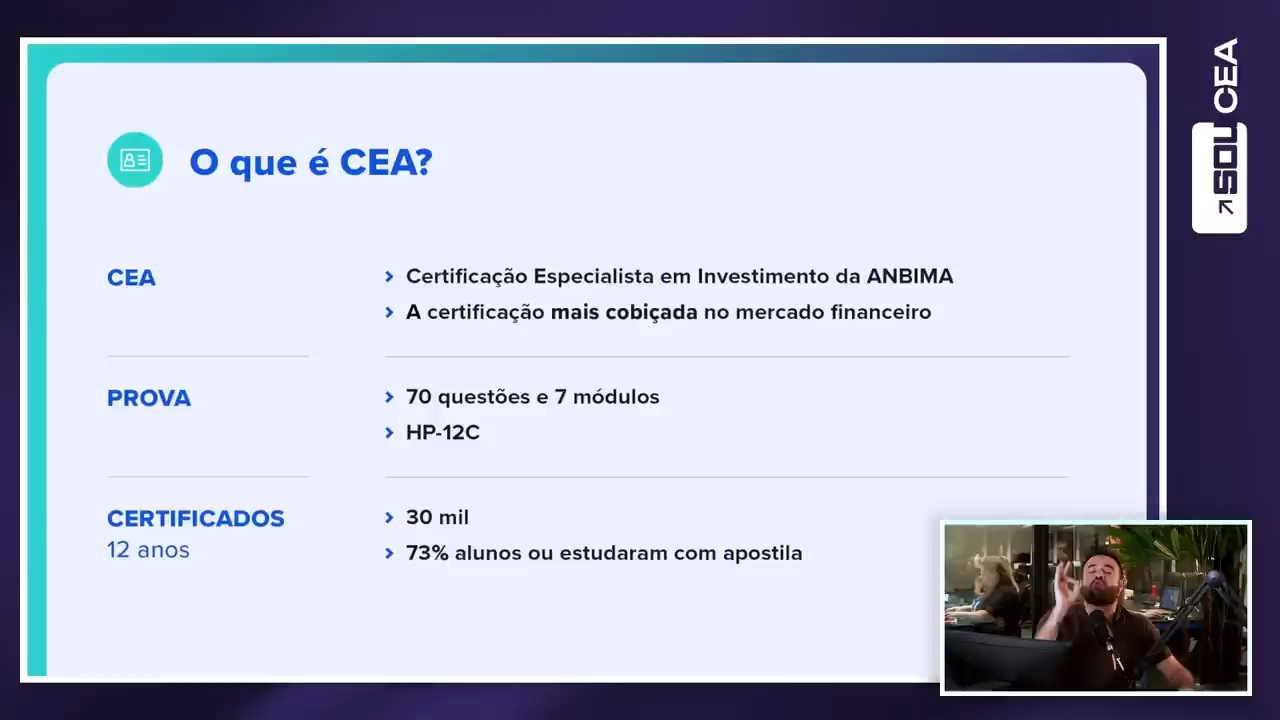 O que é CEA?
CEA
Certificação Especialista em Investimento da ANBIMA
A certificação mais cobiçada no mercado financeiro
PROVA
70 questões e 7 módulos
HP-12C
CERTIFICADOS
12 anos
30 mil
73% alunos ou estudaram com apostila
SOU CEA